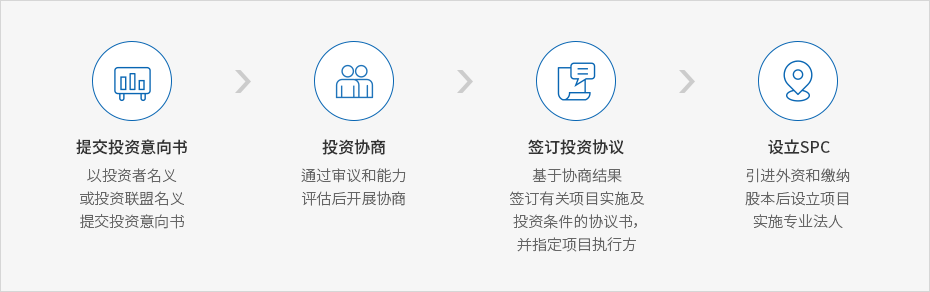 提交投资意向书
以投资者名义
或投资联盟名义
提交投资意向书
投资协商
通过审议和能力
评估后开展协商
签订投资协议
基于协商结果
签订有关项目实施及
投资条件的协议书，
并指定项目执行方
设立SPC
引进外资和缴纳
股本后设立项目
实施专业法人